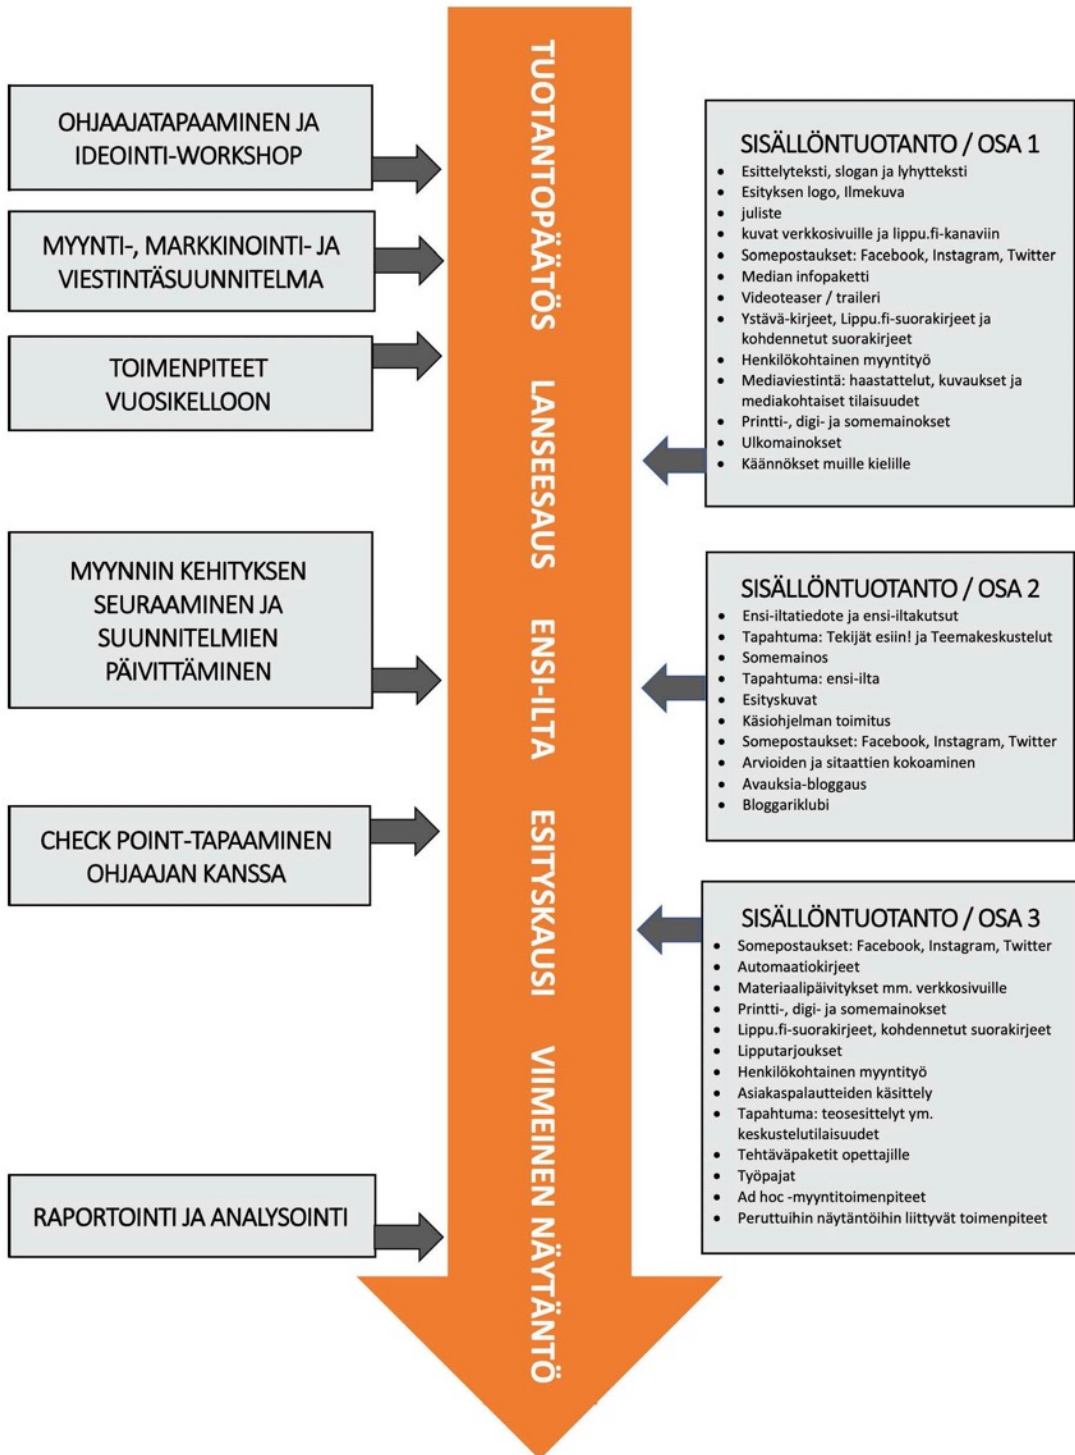 TUOTANTOPÄÄTÖS
LANSEESAUS
ENSI-ILTA
ESITYSKAUSI
VIIMEINEN NÄYTÄNTÖ
OHJAAJATAPAAMINEN JA
IDEOINTI-WORKSHOP
MYYNTI-, MARKKINOINTI- JA
VIESTINTÄSUUNNITELMA
TOIMENPITEET
VUOSIKELLOON
MYYNNIN KEHITYKSEN
SEURAAMINEN JA
SUUNNITELMIEN
PÄIVITTÄMINEN
CHECK POINT-TAPAAMINEN
OHJAAJAN KANSSA
RAPORTOINTI JA ANALYSOINTI
SISÄLLÖNTUOTANTO / OSA 1
• Esittelyteksti, slogan ja lyhytteksti
• Esityksen logo, Ilmekuva
• juliste
• kuvat verkkosivuille ja lippu.fi-kanaviin
• Somepostaukset: Facebook, Instagram, Twitter
• Median infopaketti
• Videoteaser / traileri
• Ystävä-kirjeet, Lippu.fi-suorakirjeet ja
kohdennetut suorakirjeet
• Henkilökohtainen myyntityö
• Mediaviestintä: haastattelut, kuvaukset ja
mediakohtaiset tilaisuudet
• Printti-, digi- ja somemainokset
• Ulkomainokset
• Käännökset muille kielille
SISÄLLÖNTUOTANTO / OSA 2
• Ensi-iltatiedote ja ensi-iltakutsut
• Tapahtuma: Tekijät esiin! ja Teemakeskustelut
• Somemainos
• Tapahtuma: ensi-ilta
• Esityskuvat
• Käsiohjelman toimitus
• Somepostaukset: Facebook, Instagram, Twitter
• Arvioiden ja sitaattien kokoaminen
• Avauksia-bloggaus
• Bloggariklubi
SISÄLLÖNTUOTANTO / OSA 3
• Somepostaukset: Facebook, Instagram, Twitter
• Automaatiokirjeet
• Materiaalipäivitykset mm. verkkosivuille
• Printti-, digi- ja somemainokset
• Lippu.fi-suorakirjeet, kohdennetut suorakirjeet
• Lipputarjoukset
• Henkilökohtainen myyntityö
• Asiakaspalautteiden käsittely
• Tapahtuma: teosesittelyt ym.
keskustelutilaisuudet
• Tehtäväpaketit opettajille
• Työpajat
• Ad hoc -myyntitoimenpiteet
• Peruttuihin näytäntöihin liittyvät toimenpiteet